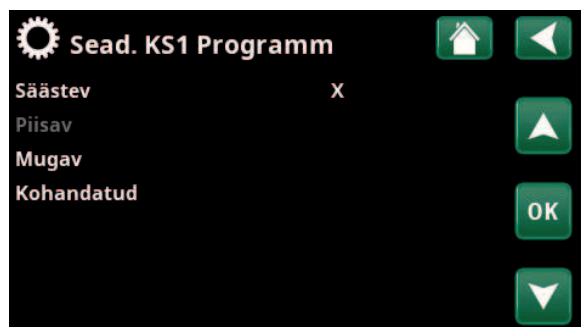 Sead. KS1 Programm
Säästev X
Piisav
Mugav
Kohandatud
OK